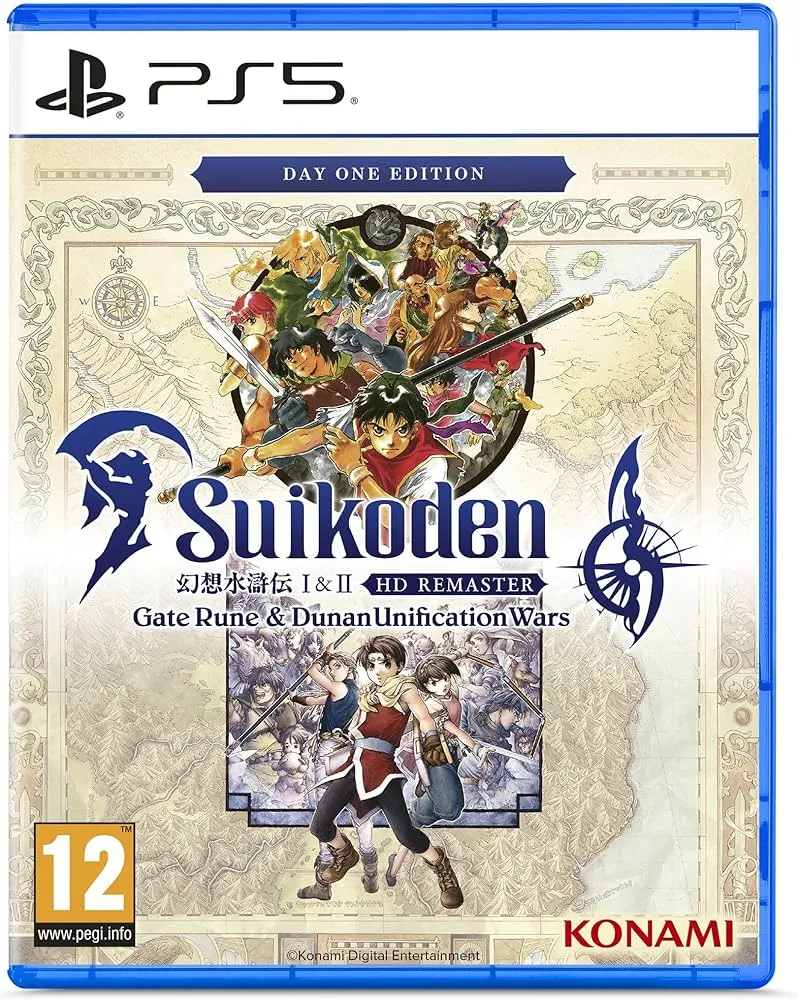 PS5®
DAY ONE EDITION
N
W E
S
Suikoden
幻想水滸伝 I & II HD REMASTER
Gate Rune & Dunan Unification Wars
12™
www.pegi.info
KONAMI
©Konami Digital Entertainment